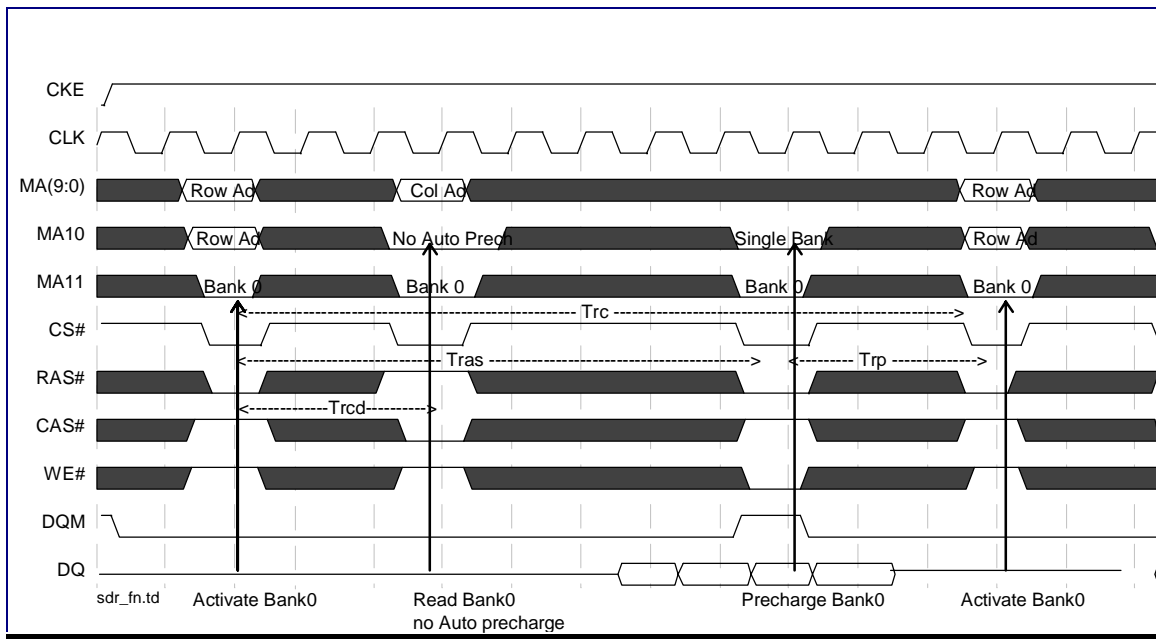 CKE
CLK
MA(9:0) Row Ad Col Ad Row Ad
MA10 Row Ad No Auto Prech Single Bank Row Ad
MA11 Bank 0 Bank 0 Bank 0 Bank 0
Trc
CS#
Tras Trp
RAS#
Trcd
CAS#
WE#
DQM
DQ
sdr_fn.td Activate Bank0 Read Bank0 Precharge Bank0 Activate Bank0
no Auto precharge